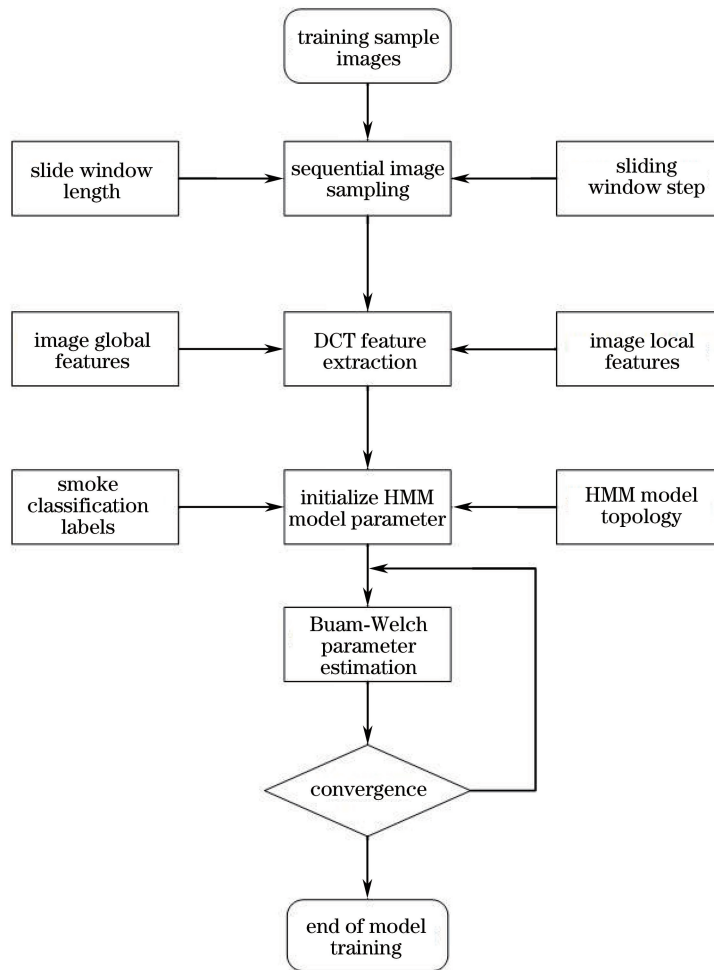 training sample
images
slide window
length
sequential image
sampling
sliding
window step
image global
features
DCT feature
extraction
image local
features
smoke
classification
labels
initialize HMM
model parameter
HMM model
topology
Buam-Welch
parameter
estimation
convergence
end of model
training